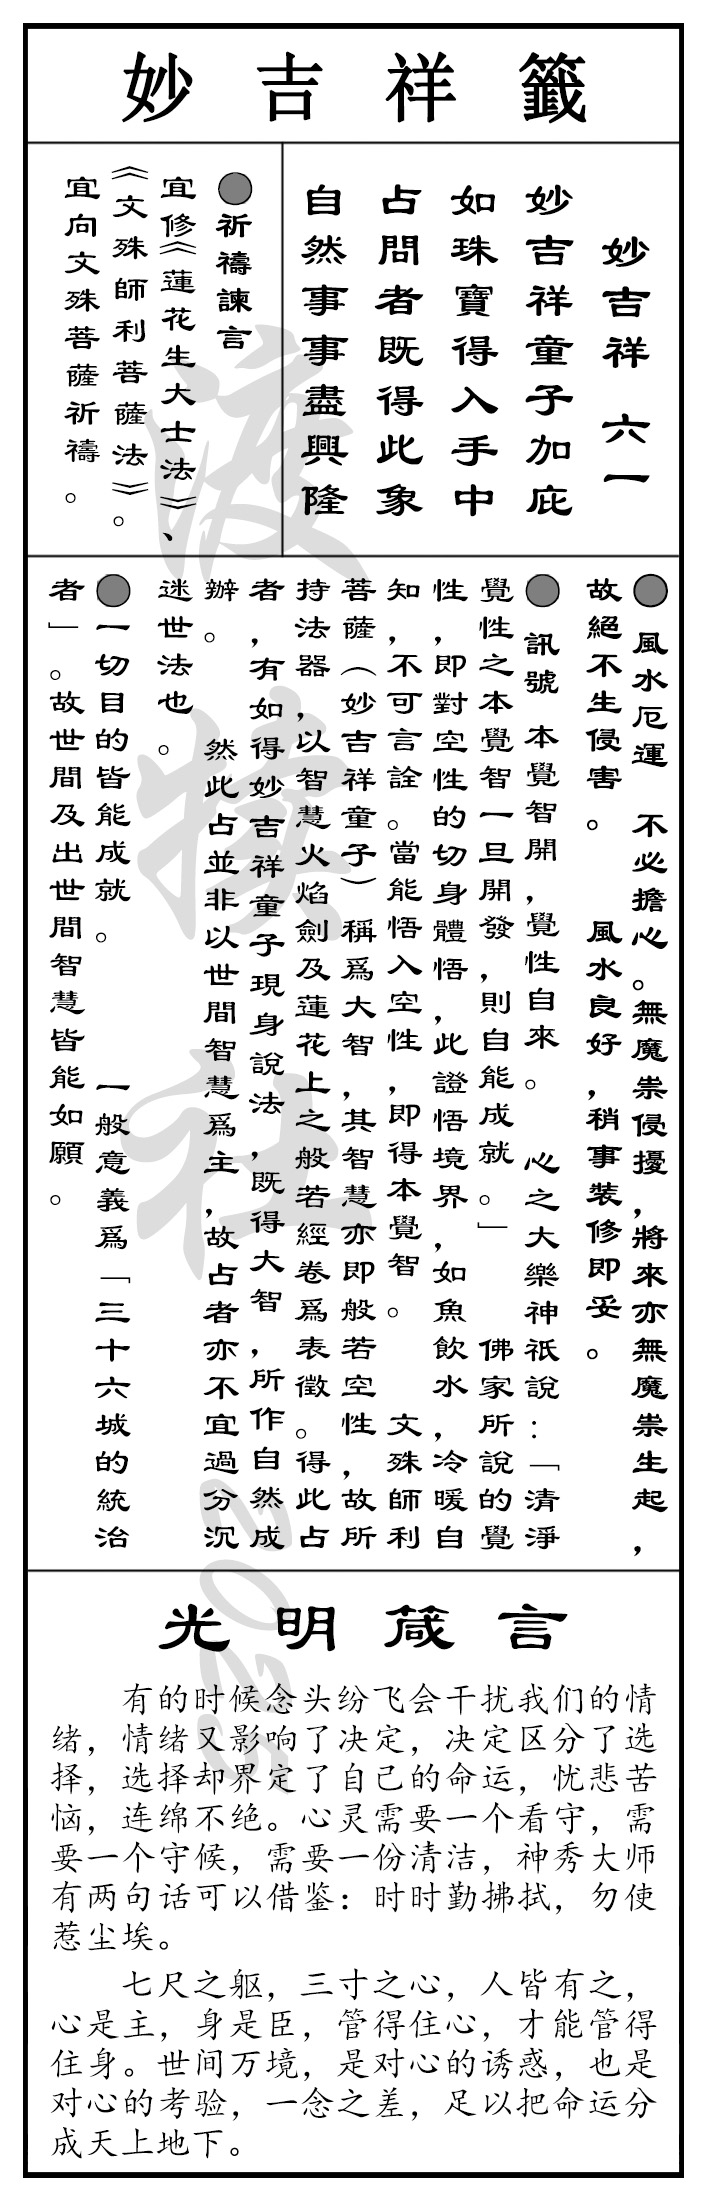 妙吉祥籤
妙吉祥 六一
妙吉祥童子加庇
如珠寶得入手中
占問者既得此象
自然事事盡興隆
●祈禱諫言
宜修《蓮花生大士法》、
《文殊師利菩薩法》。
宜向文殊菩薩祈禱。
● 風水厄運　不必擔心。無魔祟侵擾，將來亦無魔祟生起，
故絕不生侵害。　風水良好，稍事裝修即妥。
● 訊號　本覺智開，覺性自來。　心之大樂神祇說：「清淨
覺性之本覺智一旦開發，則自能成就。」　佛家所說的覺
性，即對空性的切身體悟，此證悟境界，如魚飲水，冷暖自
知，不可言詮。當能悟入空性，即得本覺智。　文殊師利
菩薩（妙吉祥童子）稱爲大智，其智慧亦即般若空性，故所
持法器，以智慧火焰劍及蓮花上之般若經卷爲表徵。得此占
者，有如得妙吉祥童子現身說法，既得大智，所作自然成
辦。　然此占並非以世間智慧爲主，故占者亦不宜過分沉
迷世法也。
●一切目的皆能成就。　一般意義爲「三十六城的統治
者」。故世間及出世間智慧皆能如願。
光明箴言
有的时候念头纷飞会干扰我们的情
绪，情绪又影响了决定，决定区分了选
择，选择却界定了自己的命运，忧悲苦
恼，连绵不绝。心灵需要一个看守，需
要一个守候，需要一份清洁，神秀大师
有两句话可以借鉴：时时勤拂拭，勿使
惹尘埃。
七尺之躯，三寸之心，人皆有之，
心是主，身是臣，管得住心，才能管得
住身。世间万境，是对心的诱惑，也是
对心的考验，一念之差，足以把命运分
成天上地下。
渡犊社 2025